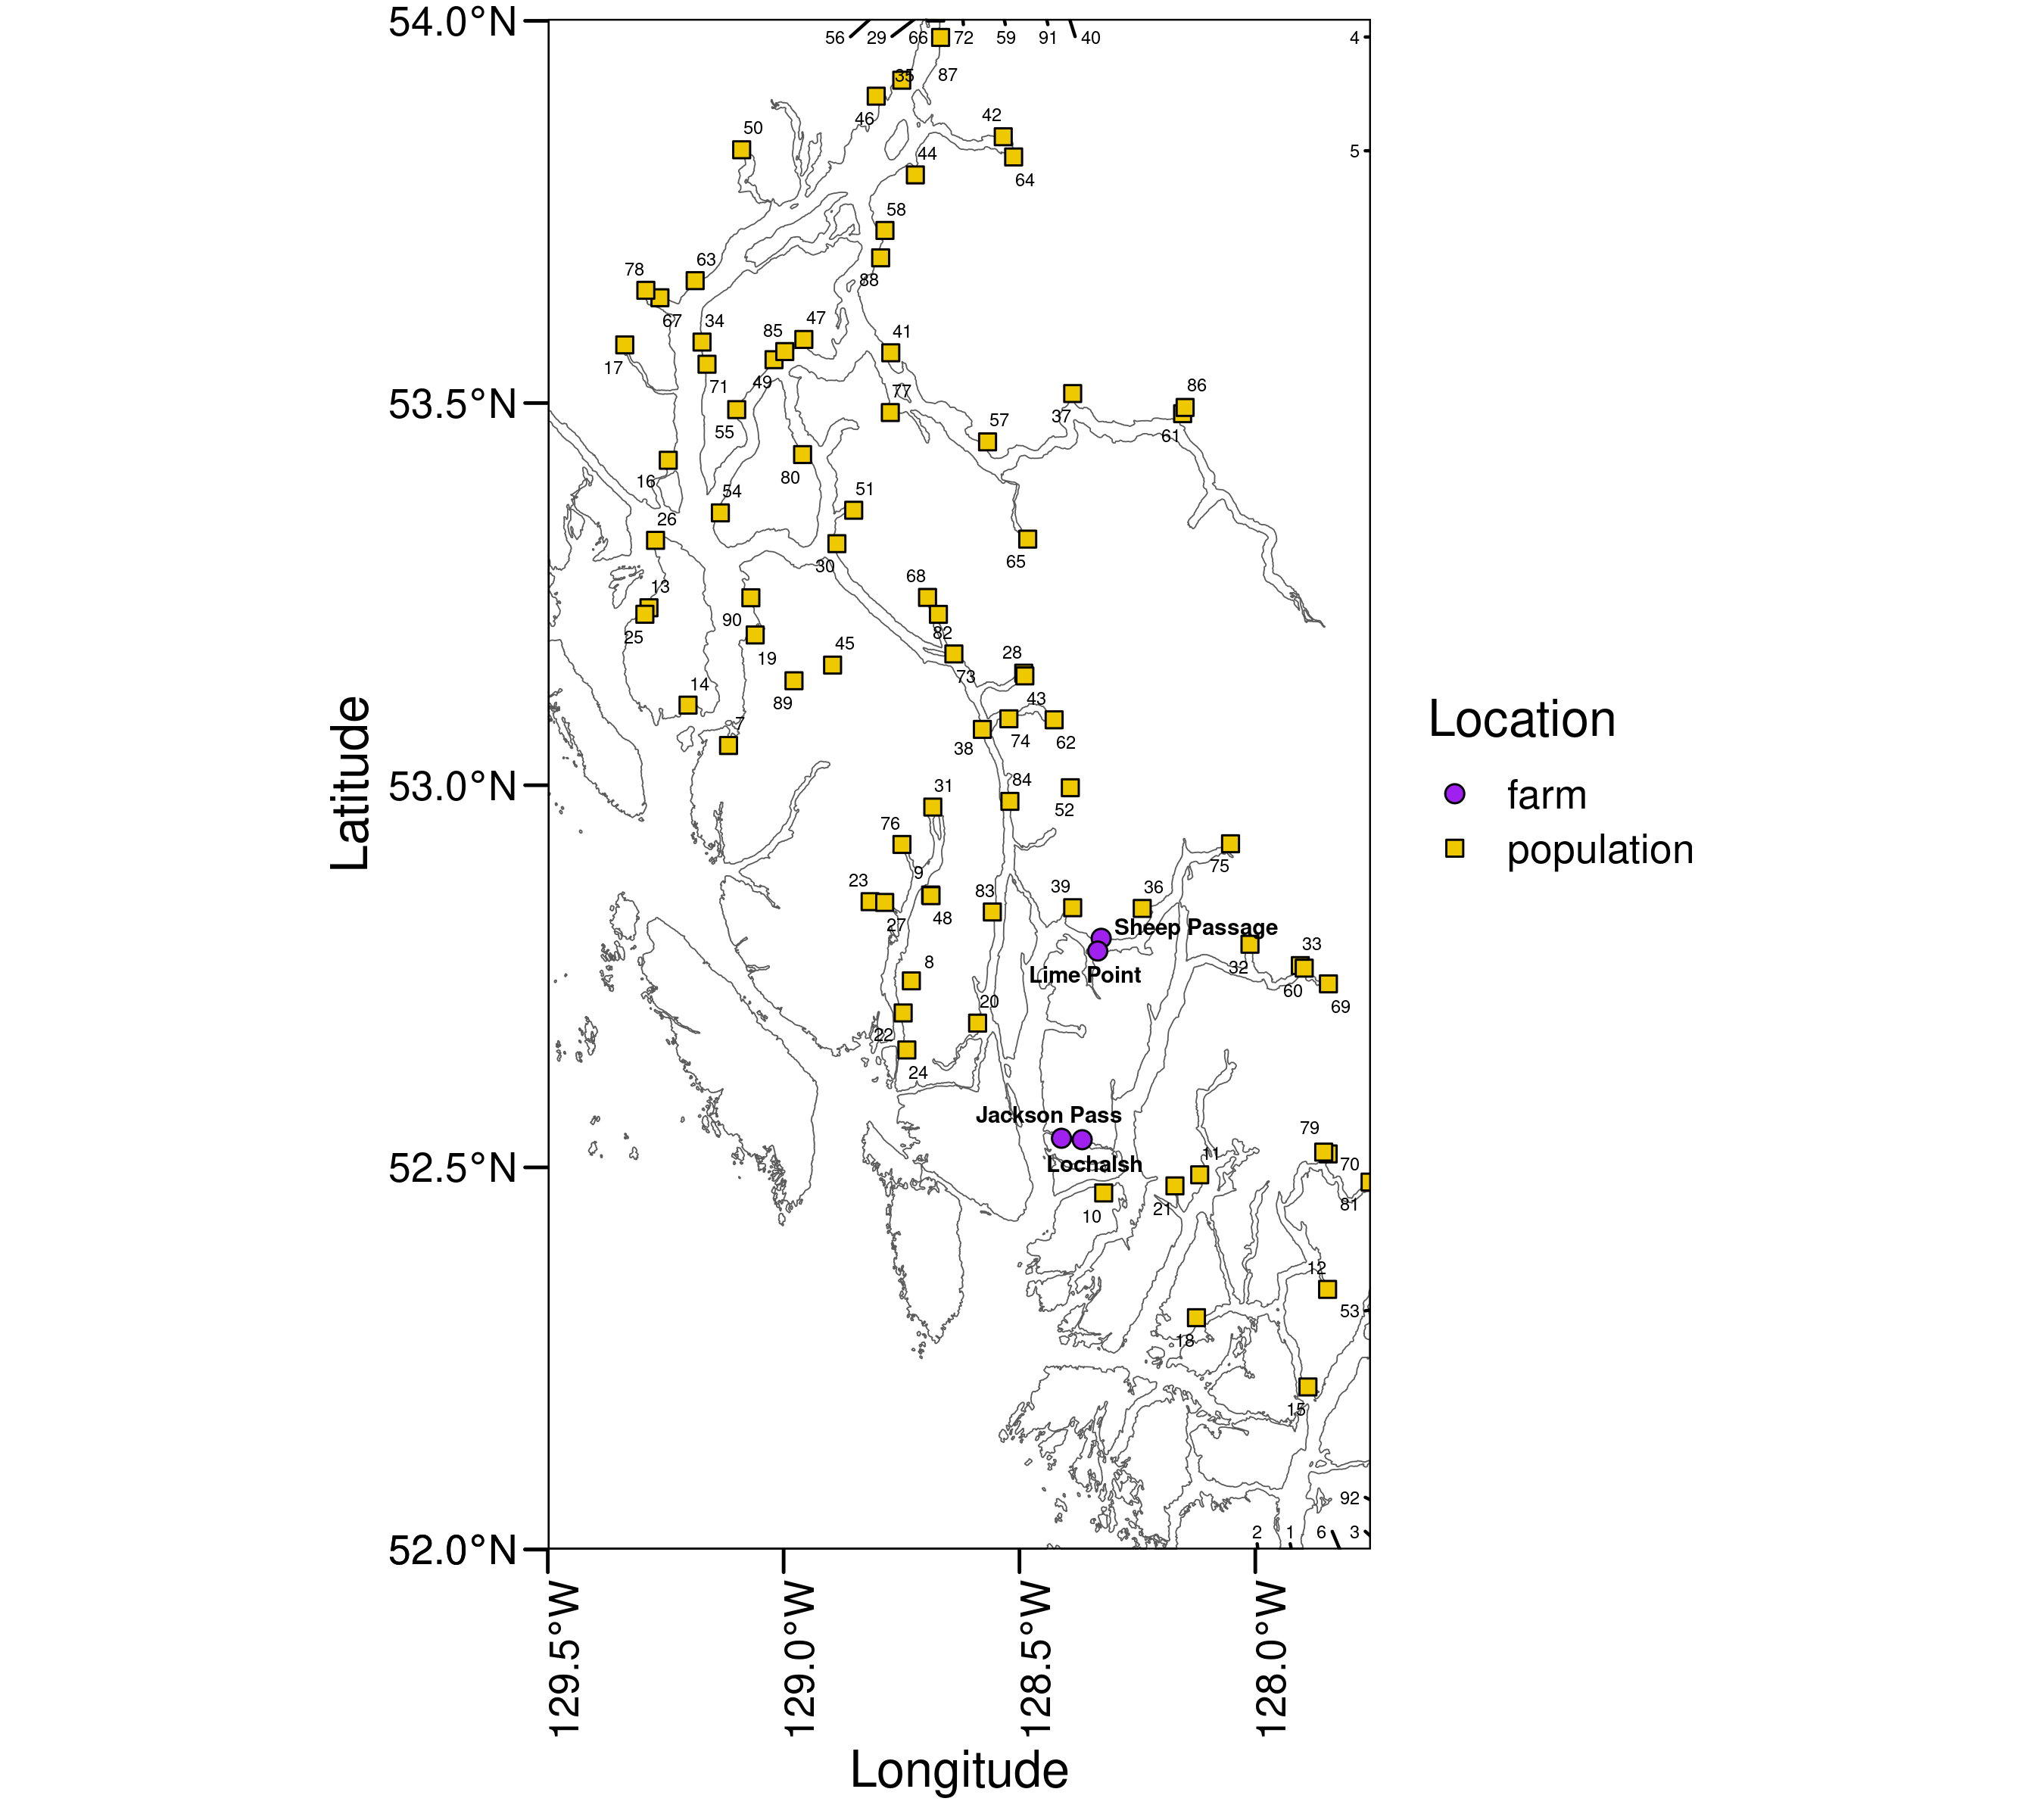 54.0°N
56 29 66 72 59 91 40 4
35 87
46
42
5
50
44
64
58
78 63
88
67 34 85 47 41
17 71 49
77 37 86
55 57 61
16 80
54 51
26
30 65
13 68
25 90 82
19 45 28
14 89 73
7 43
38 74 62
31 84 52
76
23 9 75
27 48 83 39 36
Sheep Passage
8 Lime Point 32 33
20 60 69
22
24
Jackson Pass
79
Lochalsh 11 70
10 21 81
12
18 53
15
92
2 1 6 3
53.5°N
53.0°N
52.5°N
52.0°N
129.5°W
129.0°W
128.5°W
128.0°W
Latitude
Longitude
Location
farm
population